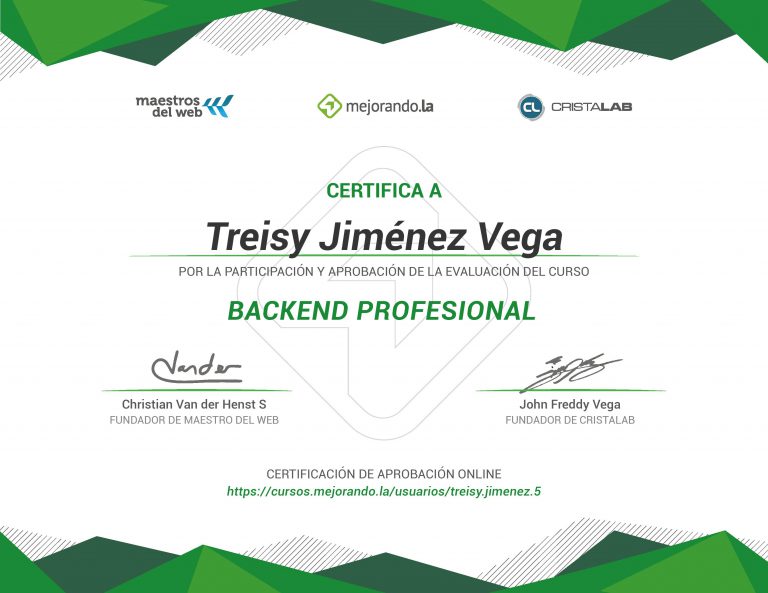 maestros
del web
mejorando.la
CL CRISTALAB
CERTIFICA A
Treisy Jiménez Vega
POR LA PARTICIPACIÓN Y APROBACIÓN DE LA EVALUACIÓN DEL CURSO
BACKEND PROFESIONAL
Vander
Christian Van der Henst S
FUNDADOR DE MAESTRO DEL WEB
John Freddy Vega
FUNDADOR DE CRISTALAB
CERTIFICACIÓN DE APROBACIÓN ONLINE
https://cursos.mejorando.la/usuarios/treisy.jimenez.5